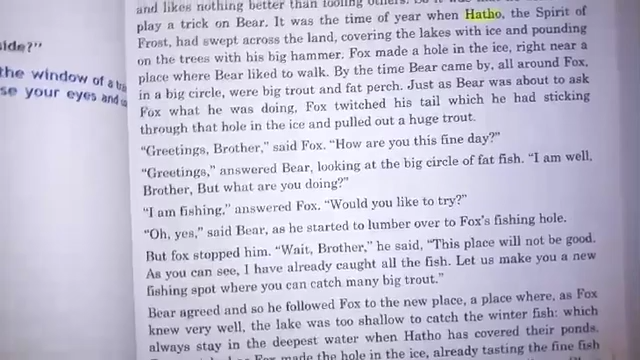 and likes nothing better than fooling others. So it was
play a trick on Bear. It was the time of year when Hatho, the Spirit of
Frost, had swept across the land, covering the lakes with ice and pounding
on the trees with his big hammer. Fox made a hole in the ice, right near a
place where Bear liked to walk. By the time Bear came by, all around Fox,
in a big circle, were big trout and fat perch. Just as Bear was about to ask
Fox what he was doing, Fox twitched his tail which he had sticking
through that hole in the ice and pulled out a huge trout.
"Greetings, Brother," said Fox. "How are you this fine day?"
"Greetings," answered Bear, looking at the big circle of fat fish. "I am well,
Brother, But what are you doing?"
"I am fishing," answered Fox. "Would you like to try?"
"Oh, yes," said Bear, as he started to lumber over to Fox's fishing hole.
But fox stopped him. "Wait, Brother," he said, "This place will not be good.
As you can see, I have already caught all the fish. Let us make you a new
fishing spot where you can catch many big trout."
Bear agreed and so he followed Fox to the new place, a place where, as Fox
knew very well, the lake was too shallow to catch the winter fish: which
always stay in the deepest water when Hatho has covered their ponds.
Fox made the hole in the ice, already tasting the fine fish
side?"
the window of a
se your eyes and